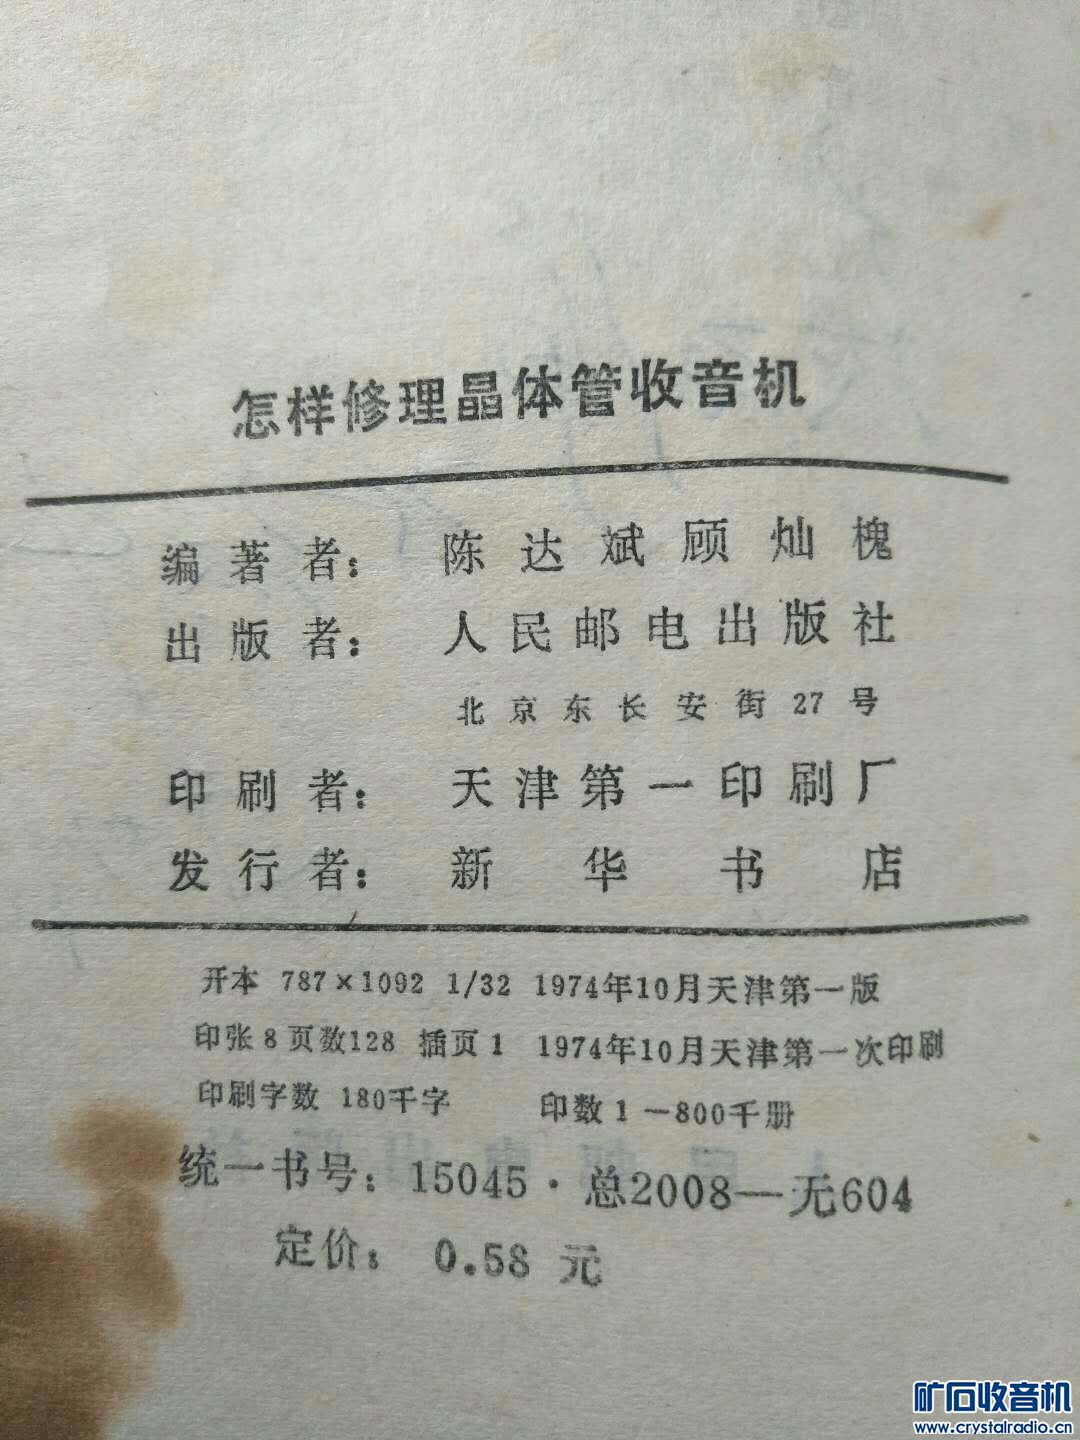 怎样修理晶体管收音机
编著者： 陈达斌 顾灿槐
出版者： 人民邮电出版社
北京东长安街27号
印刷者： 天津第一印刷厂
发行者： 新华书店
开本 787×1092 1/32 1974年10月天津第一版
印张 8 页数128 插页1 1974年10月天津第一次印刷
印刷字数 180千字 印数 1—800千册
统一书号：15045·总2008—无604
定价：0.58 元
矿石收音机
www.crystalradio.cn